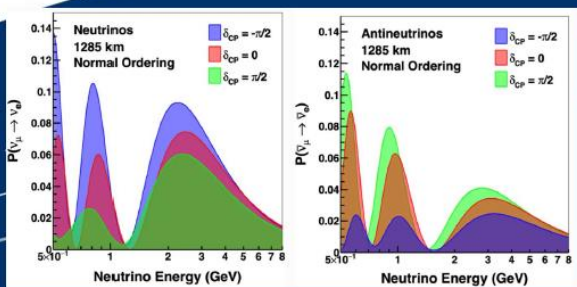 0.14
0.12
0.1
0.08
0.06
0.04
0.02
0
P(νμ → νe)
Neutrinos
1285 km
Normal Ordering
δCP = -π/2
δCP = 0
δCP = π/2
5×10⁻¹ 1 2 3 4 5 6 7 8
Neutrino Energy (GeV)
0.14
0.12
0.1
0.08
0.06
0.04
0.02
0
P(ν̄μ → ν̄e)
Antineutrinos
1285 km
Normal Ordering
δCP = -π/2
δCP = 0
δCP = π/2
5×10⁻¹ 1 2 3 4 5 6 7 8
Neutrino Energy (GeV)